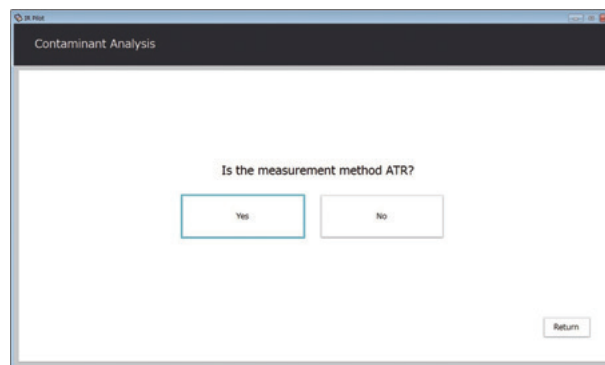 IR Pilot
Contaminant Analysis
Is the measurement method ATR?
Yes
No
Return